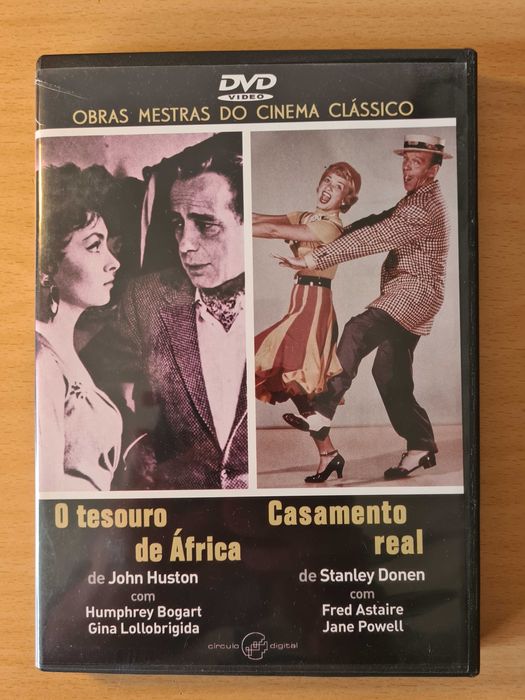 DVD
VIDEO
OBRAS MESTRAS DO CINEMA CLÁSSICO
O tesouro
de África
de John Huston
com
Humphrey Bogart
Gina Lollobrigida
Casamento
real
de Stanley Donen
com
Fred Astaire
Jane Powell
círculo digital